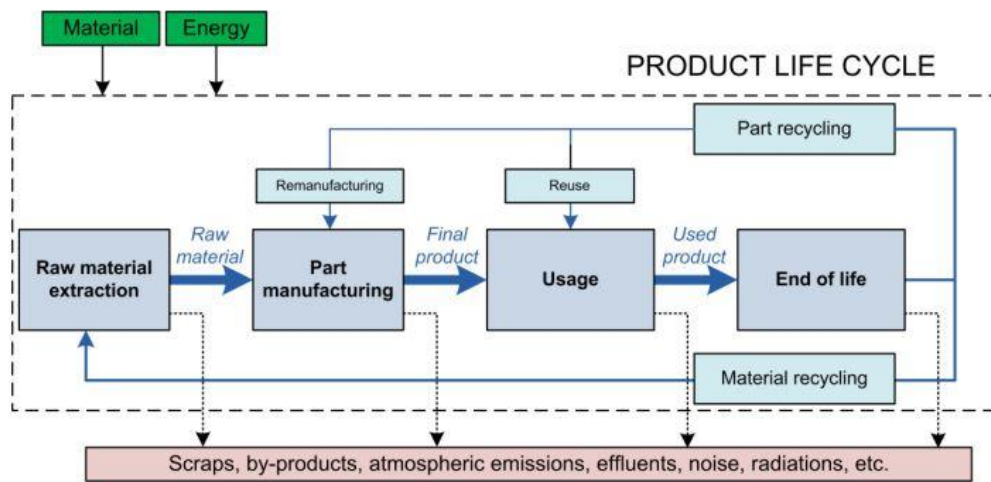 Material
Energy
PRODUCT LIFE CYCLE
Part recycling
Remanufacturing
Reuse
Raw
material
Final
product
Used
product
Raw material
extraction
Part
manufacturing
Usage
End of life
Material recycling
Scraps, by-products, atmospheric emissions, effluents, noise, radiations, etc.